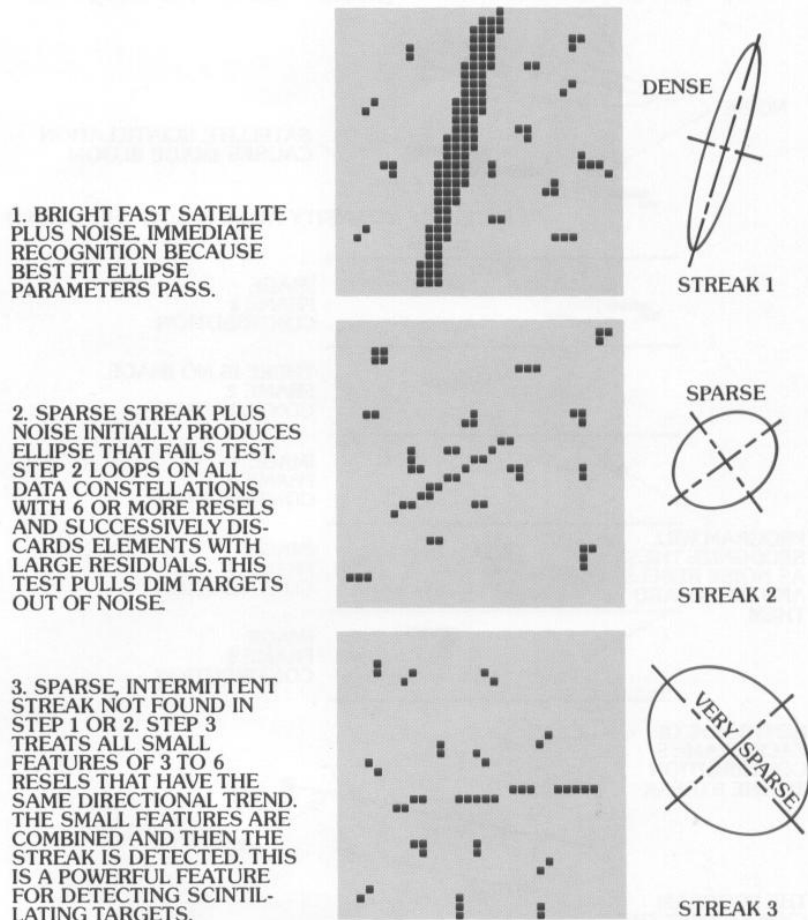 DENSE
1. BRIGHT FAST SATELLITE
PLUS NOISE. IMMEDIATE
RECOGNITION BECAUSE
BEST FIT ELLIPSE
PARAMETERS PASS.
STREAK 1
SPARSE
2. SPARSE STREAK PLUS
NOISE INITIALLY PRODUCES
ELLIPSE THAT FAILS TEST.
STEP 2 LOOPS ON ALL
DATA CONSTELLATIONS
WITH 6 OR MORE RESELS
AND SUCCESSIVELY DIS-
CARDS ELEMENTS WITH
LARGE RESIDUALS. THIS
TEST PULLS DIM TARGETS
OUT OF NOISE.
STREAK 2
3. SPARSE, INTERMITTENT
STREAK NOT FOUND IN
STEP 1 OR 2. STEP 3
TREATS ALL SMALL
FEATURES OF 3 TO 6
RESELS THAT HAVE THE
SAME DIRECTIONAL TREND.
THE SMALL FEATURES ARE
COMBINED AND THEN THE
STREAK IS DETECTED. THIS
IS A POWERFUL FEATURE
FOR DETECTING SCINTIL-
LATING TARGETS.
VERY SPARSE
STREAK 3